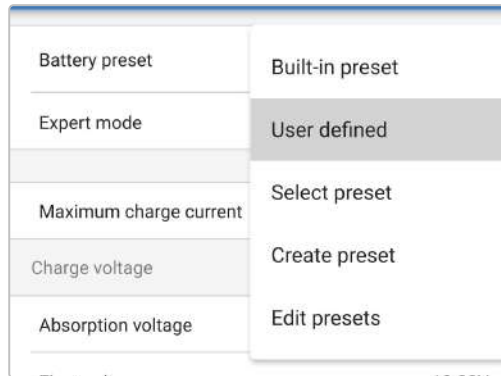 Battery preset
Built-in preset
Expert mode
User defined
Select preset
Maximum charge current
Charge voltage
Create preset
Absorption voltage
Edit presets